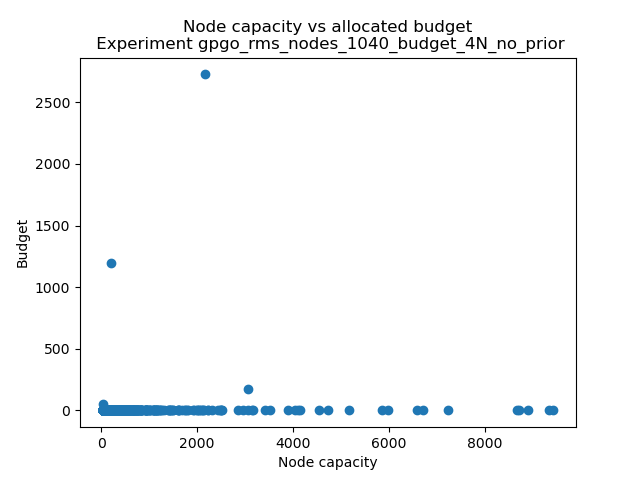 Node capacity vs allocated budget
Experiment gpgo_rms_nodes_1040_budget_4N_no_prior
2500
2000
1500
1000
500
0
Budget
0 2000 4000 6000 8000
Node capacity